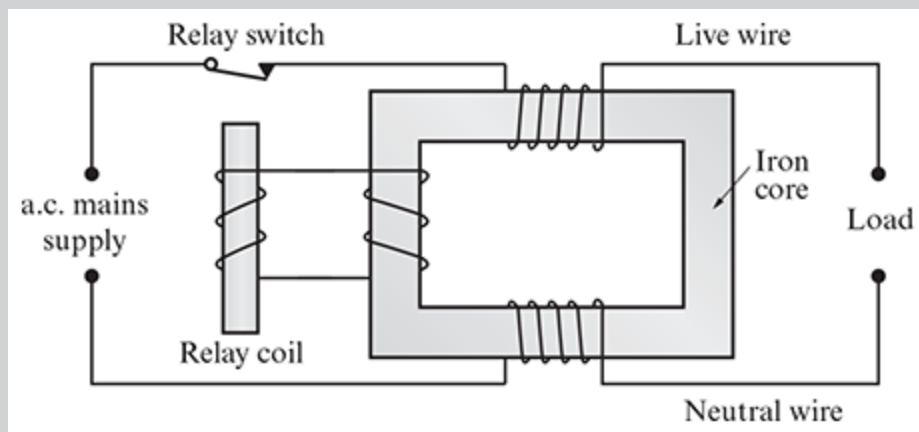 Relay switch
Live wire
Iron
core
a.c. mains
supply
Load
Relay coil
Neutral wire